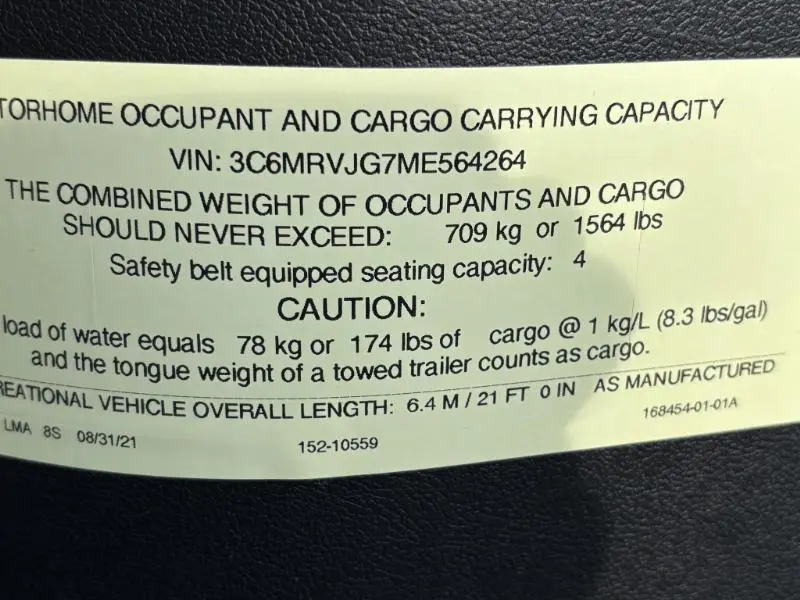 TORHOME OCCUPANT AND CARGO CARRYING CAPACITY
VIN: 3C6MRVJG7ME564264
THE COMBINED WEIGHT OF OCCUPANTS AND CARGO
SHOULD NEVER EXCEED: 709 kg or 1564 lbs
Safety belt equipped seating capacity: 4
CAUTION:
load of water equals 78 kg or 174 lbs of cargo @ 1 kg/L (8.3 lbs/gal)
and the tongue weight of a towed trailer counts as cargo.
REATIONAL VEHICLE OVERALL LENGTH: 6.4 M / 21 FT 0 IN AS MANUFACTURED
LMA 8S 08/31/21 152-10559 168454-01-01A